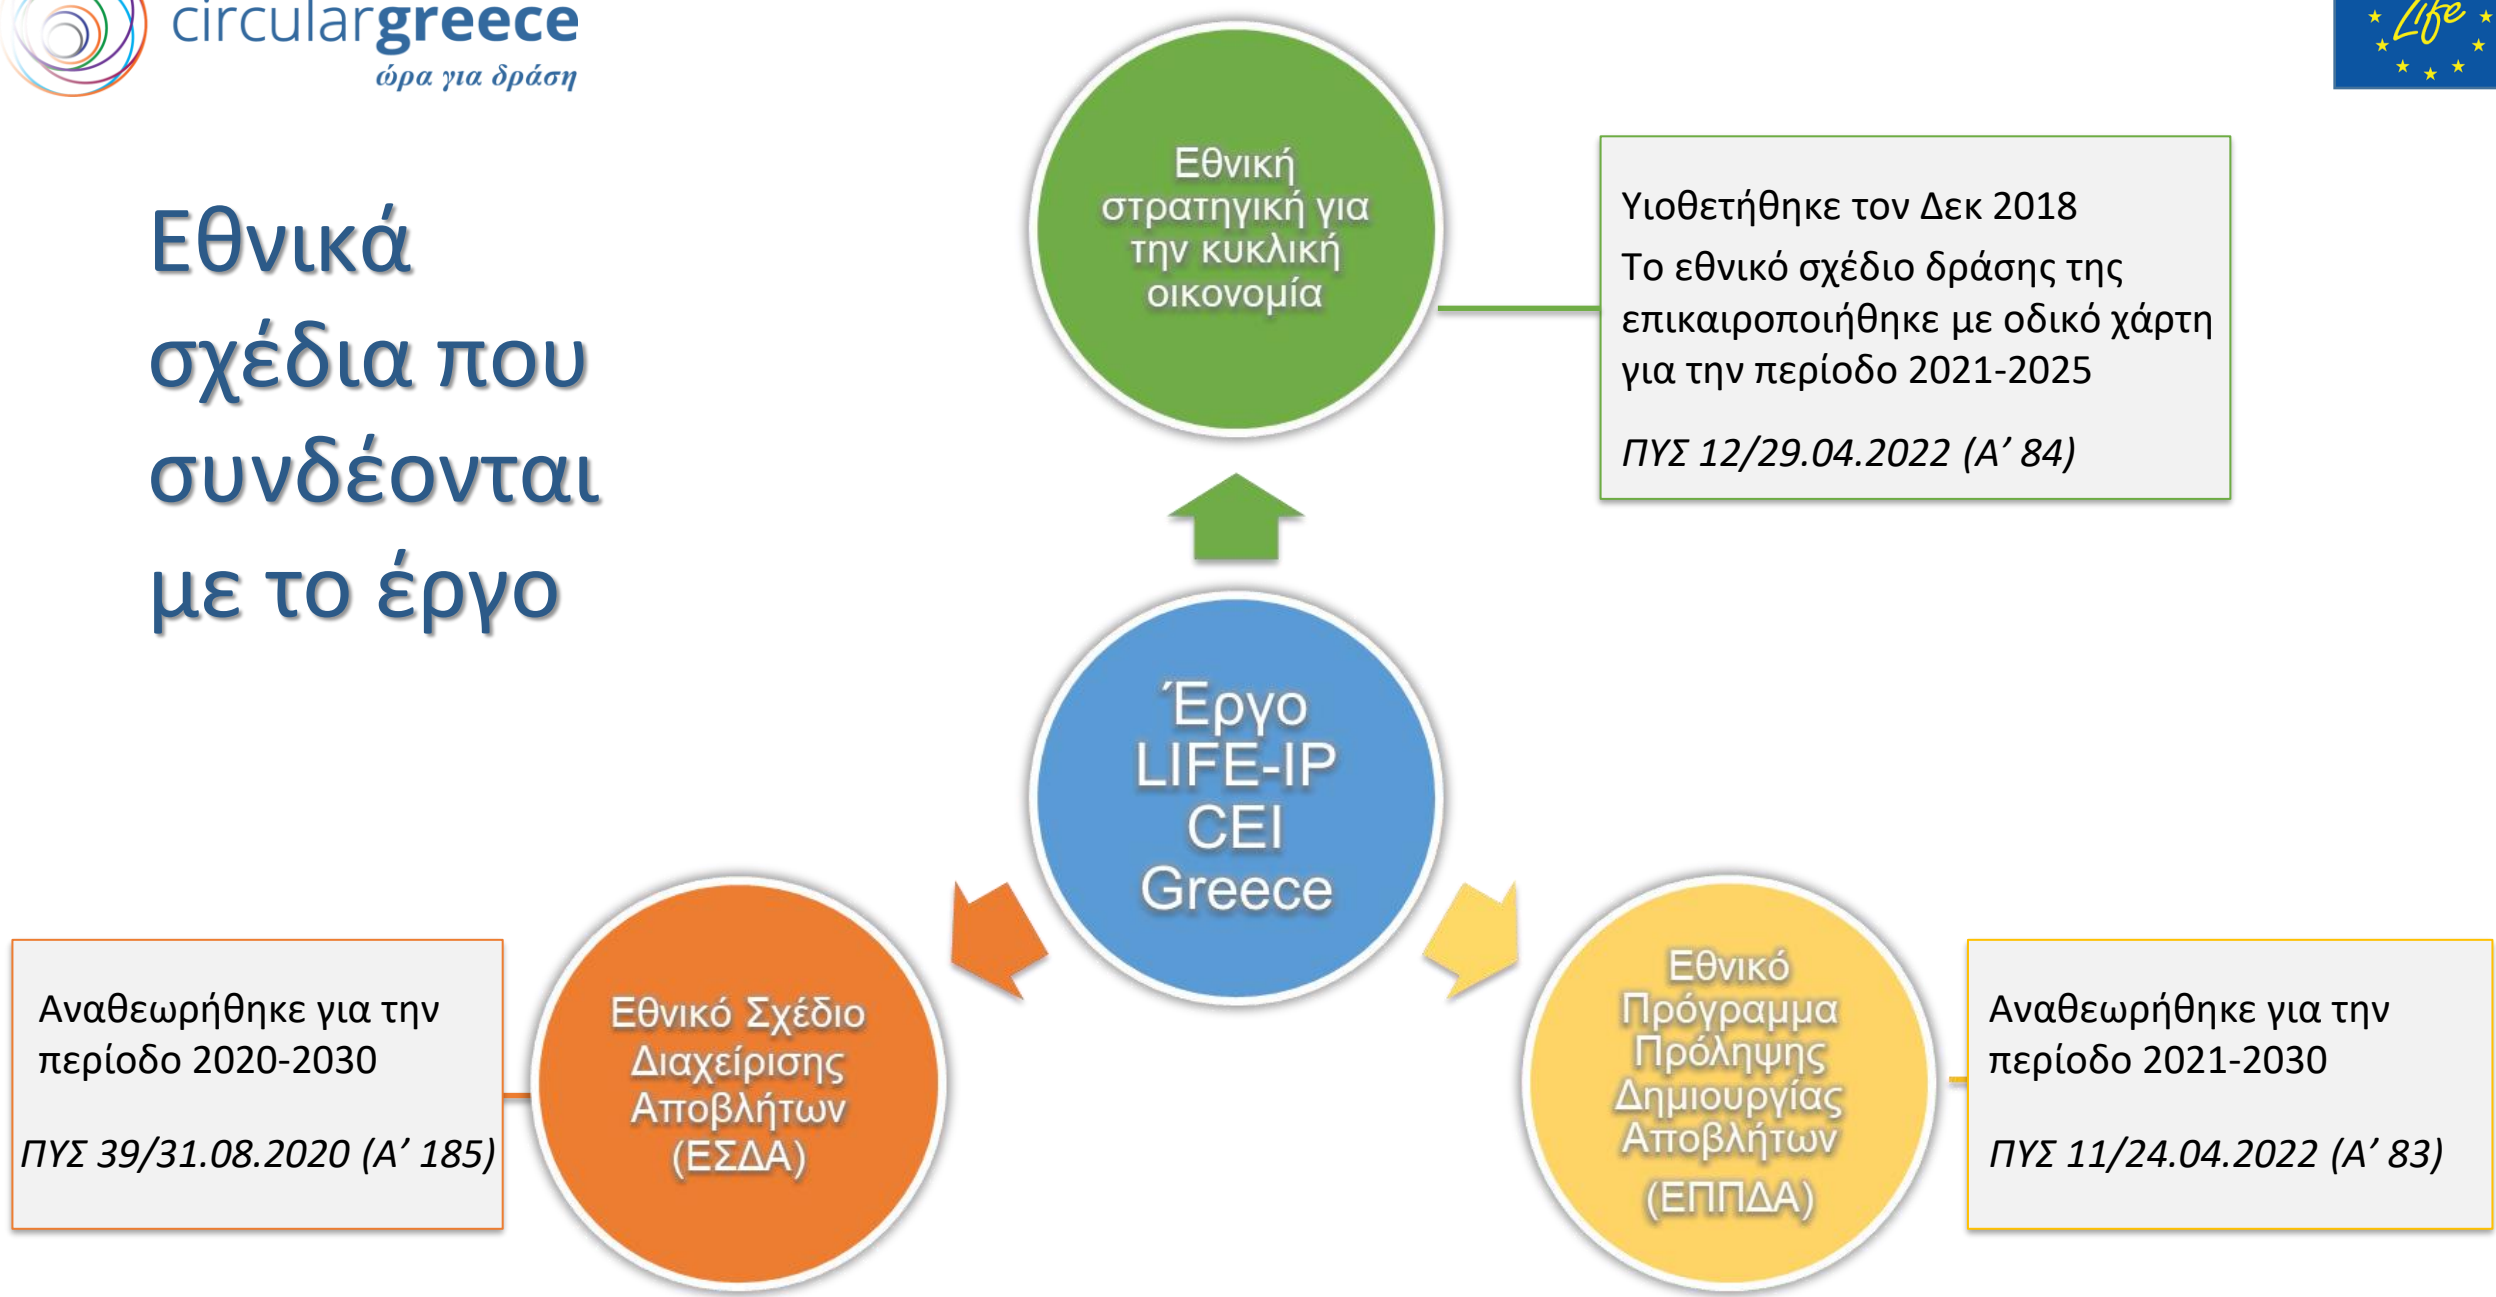 circulargreece
ώρα για δράση
Life
Εθνικά
σχέδια που
συνδέονται
με το έργο
Εθνική
στρατηγική για
την κυκλική
οικονομία
Υιοθετήθηκε τον Δεκ 2018
Το εθνικό σχέδιο δράσης της
επικαιροποιήθηκε με οδικό χάρτη
για την περίοδο 2021-2025
ΠΥΣ 12/29.04.2022 (Α’ 84)
Έργο
LIFE-IP
CEI
Greece
Αναθεωρήθηκε για την
περίοδο 2020-2030
ΠΥΣ 39/31.08.2020 (Α’ 185)
Εθνικό Σχέδιο
Διαχείρισης
Αποβλήτων
(ΕΣΔΑ)
Εθνικό
Πρόγραμμα
Πρόληψης
Δημιουργίας
Αποβλήτων
(ΕΠΠΔΑ)
Αναθεωρήθηκε για την
περίοδο 2021-2030
ΠΥΣ 11/24.04.2022 (Α’ 83)